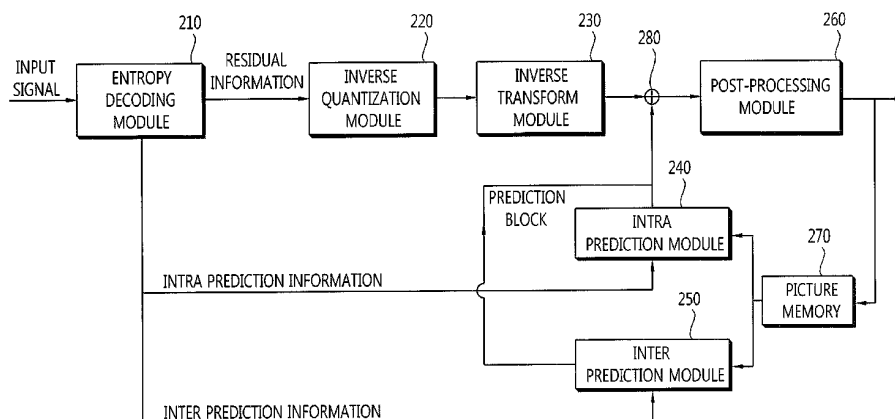 210
220
230
260
INPUT
SIGNAL
ENTROPY
DECODING
MODULE
RESIDUAL
INFORMATION
INVERSE
QUANTIZATION
MODULE
INVERSE
TRANSFORM
MODULE
280
POST-PROCESSING
MODULE
PREDICTION
BLOCK
240
INTRA
PREDICTION MODULE
INTRA PREDICTION INFORMATION
270
PICTURE
MEMORY
250
INTER
PREDICTION MODULE
INTER PREDICTION INFORMATION